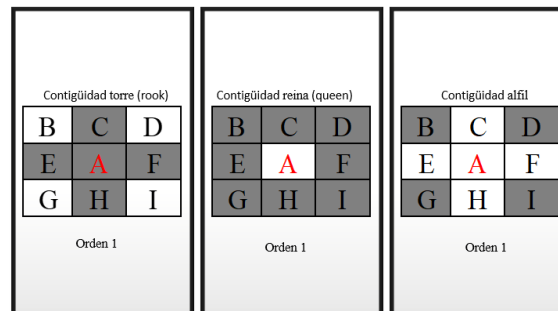 Contigüidad torre (rook)
B C D
E A F
G H I
Orden 1
Contigüidad reina (queen)
B C D
E A F
G H I
Orden 1
Contigüidad alfil
B C D
E A F
G H I
Orden 1